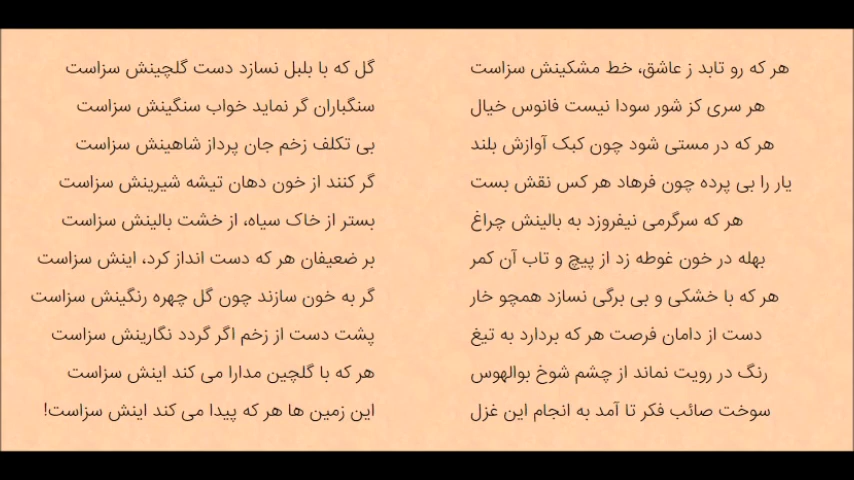 هر که رو تابد ز عاشق، خط مشکینش سزاست
گل که با بلبل نسازد دست گلچینش سزاست
هر سری کز شور سودا نیست فانوس خیال
سنگباران گر نماید خواب سنگینش سزاست
هر که در مستی شود چون کبک آوازش بلند
بی تکلف زخم جان پرداز شاهینش سزاست
یار را بی پرده چون فرهاد هر کس نقش بست
گر کنند از خون دهان تیشه شیرینش سزاست
هر که سرگرمی نیفروزد به بالینش چراغ
بستر از خاک سیاه، از خشت بالینش سزاست
بهله در خون غوطه زد از پیچ و تاب آن کمر
بر ضعیفان هر که دست انداز کرد، اینش سزاست
هر که با خشکی و بی برگی نسازد همچو خار
گر به خون سازند چون گل چهره رنگینش سزاست
دست از دامان فرصت هر که بردارد به تیغ
پشت دست از زخم اگر گردد نگارینش سزاست
رنگ در رویت نماند از چشم شوخ بوالهوس
هر که با گلچین مدارا می کند اینش سزاست
سوخت صائب فکر تا آمد به انجام این غزل
این زمین ها هر که پیدا می کند اینش سزاست!